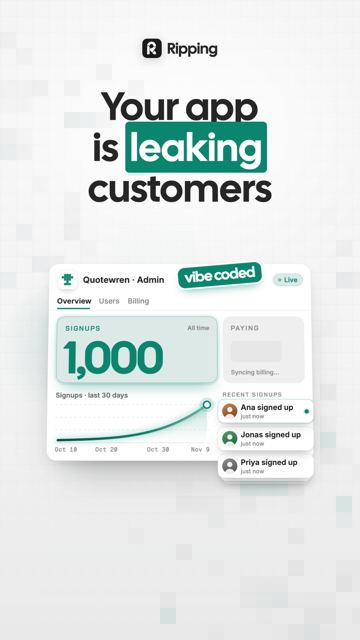 Ripping
Your app
is leaking
customers
Quotewren · Admin
vibe coded
Live
Overview Users Billing
SIGNUPS
All time
1,000
PAYING
Syncing billing...
Signups · last 30 days
RECENT SIGNUPS
Ana signed up
just now
Jonas signed up
just now
Priya signed up
just now
Oct 10 Oct 20 Oct 30 Nov 9